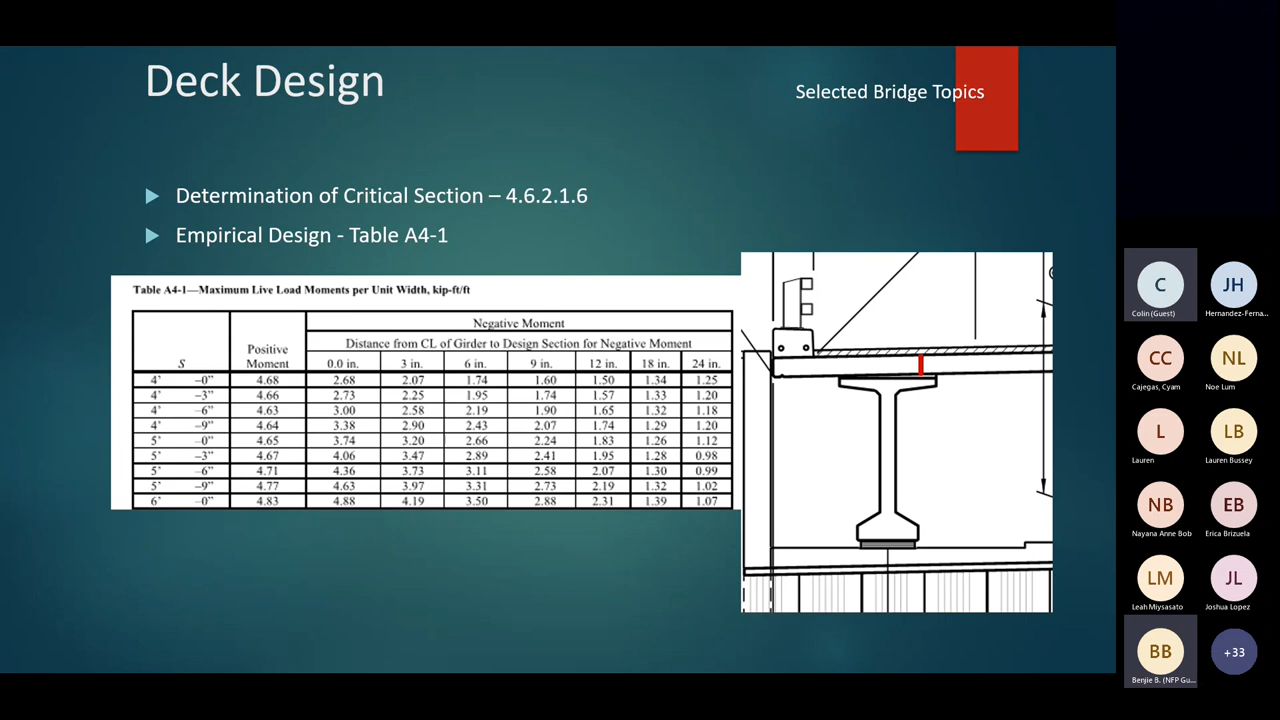 Deck Design
Selected Bridge Topics
Determination of Critical Section – 4.6.2.1.6
Empirical Design - Table A4-1
Table A4-1—Maximum Live Load Moments per Unit Width, kip-ft/ft
Negative Moment
Distance from CL of Girder to Design Section for Negative Moment
S Positive Moment 0.0 in. 3 in. 6 in. 9 in. 12 in. 18 in. 24 in.
4’ –0” 4.68 2.68 2.07 1.74 1.60 1.50 1.34 1.25
4’ –3” 4.66 2.73 2.25 1.95 1.74 1.57 1.33 1.20
4’ –6” 4.63 3.00 2.58 2.19 1.90 1.65 1.32 1.18
4’ –9” 4.64 3.38 2.90 2.43 2.07 1.74 1.29 1.20
5’ –0” 4.65 3.74 3.20 2.66 2.24 1.83 1.26 1.12
5’ –3” 4.67 4.06 3.47 2.89 2.41 1.95 1.28 0.98
5’ –6” 4.71 4.36 3.73 3.11 2.58 2.07 1.30 0.99
5’ –9” 4.77 4.63 3.97 3.31 2.73 2.19 1.32 1.02
6’ –0” 4.83 4.88 4.19 3.50 2.88 2.31 1.39 1.07
C JH
Colin (Guest) Hernandez-Ferna...
CC NL
Cajegas, Cyam Noe Lum
L LB
Lauren Lauren Bussey
NB EB
Nayana Anne Bob Erica Brizuela
LM JL
Leah Miysasato Joshua Lopez
BB +33
Benjie B. (NFP Gu...